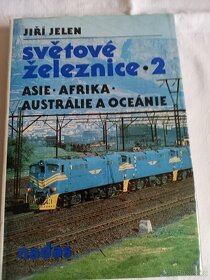 JIŘÍ JELEN
světové
železnice·2
ASIE·AFRIKA·
AUSTRÁLIE A OCEÁNIE
nadas